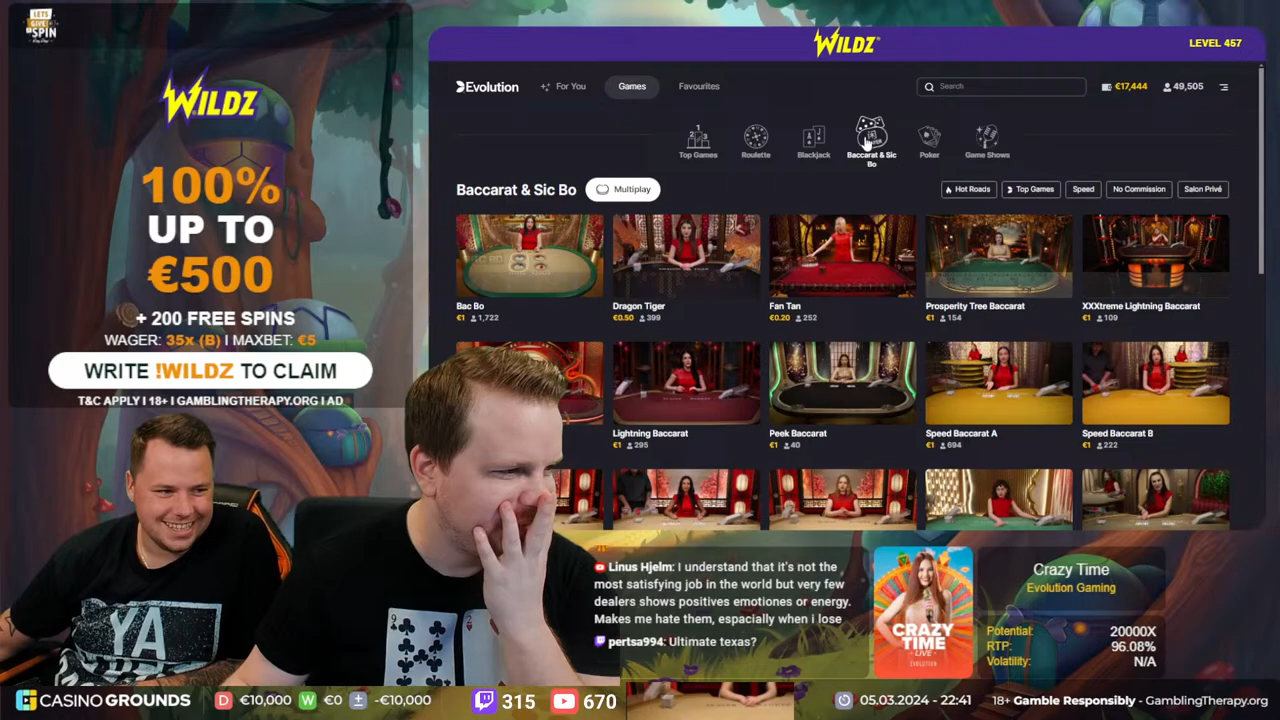 LETS
GIVE IT
A SPIN
WILDZ
100%
UP TO
€500
+ 200 FREE SPINS
WAGER: 35x (B) I MAXBET: €5
WRITE !WILDZ TO CLAIM
T&C APPLY I 18+ I GAMBLINGTHERAPY.ORG I AD
WILDZ
LEVEL 457
Evolution
For You
Games
Favourites
Search
€17,444
49,505
Top Games
Roulette
Blackjack
Baccarat & Sic Bo
Poker
Game Shows
Baccarat & Sic Bo
Multiplay
Hot Roads
Top Games
Speed
No Commission
Salon Privé
Bac Bo
€1 1,722
Dragon Tiger
€0.50 399
Fan Tan
€0.20 252
Prosperity Tree Baccarat
€1 154
XXXtreme Lightning Baccarat
€1 109
Lightning Baccarat
€1 295
Peek Baccarat
€1 40
Speed Baccarat A
€1 694
Speed Baccarat B
€1 222
YA
Linus Hjelm: I understand that it's not the
most satisfying job in the world but very few
dealers shows positives emotiones or energy.
Makes me hate them, espacially when i lose
pertsa994: Ultimate texas?
CRAZY
TIME
LIVE
EVOLUTION
Crazy Time
Evolution Gaming
Potential: 20000X
RTP: 96.08%
Volatility: N/A
CASINO GROUNDS
D €10,000 W €0 ± -€10,000
315
670
05.03.2024 - 22:41
18+ Gamble Responsibly - GamblingTherapy.org